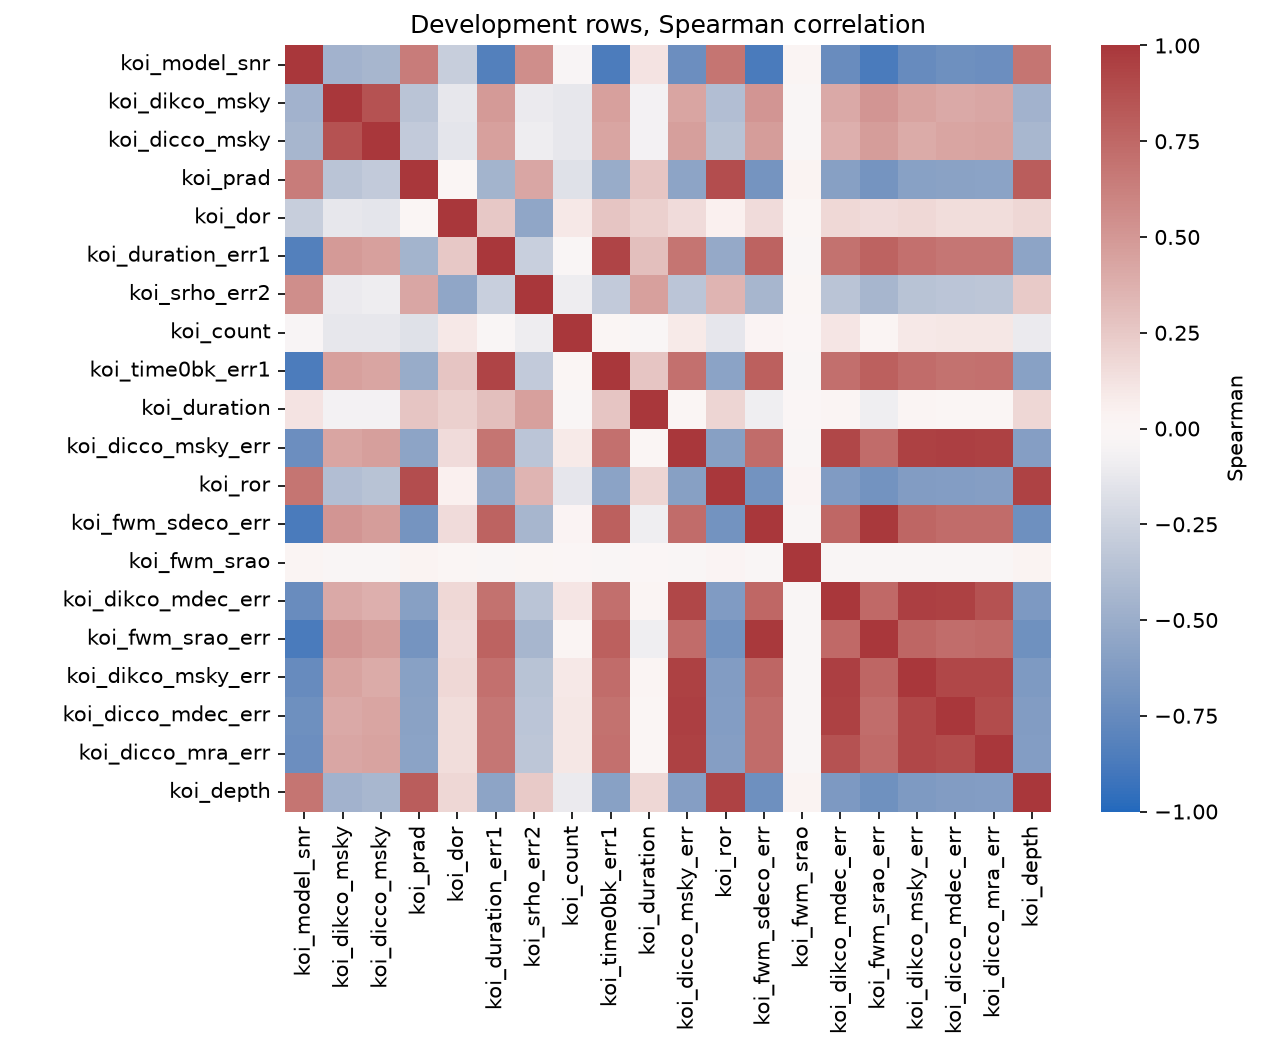 Development rows, Spearman correlation
koi_model_snr
koi_dikco_msky
koi_dicco_msky
koi_prad
koi_dor
koi_duration_err1
koi_srho_err2
koi_count
koi_time0bk_err1
koi_duration
koi_dicco_msky_err
koi_ror
koi_fwm_sdeco_err
koi_fwm_srao
koi_dikco_mdec_err
koi_fwm_srao_err
koi_dikco_msky_err
koi_dicco_mdec_err
koi_dicco_mra_err
koi_depth
koi_model_snr
koi_dikco_msky
koi_dicco_msky
koi_prad
koi_dor
koi_duration_err1
koi_srho_err2
koi_count
koi_time0bk_err1
koi_duration
koi_dicco_msky_err
koi_ror
koi_fwm_sdeco_err
koi_fwm_srao
koi_dikco_mdec_err
koi_fwm_srao_err
koi_dikco_msky_err
koi_dicco_mdec_err
koi_dicco_mra_err
koi_depth
1.00
0.75
0.50
0.25
0.00
−0.25
−0.50
−0.75
−1.00
Spearman